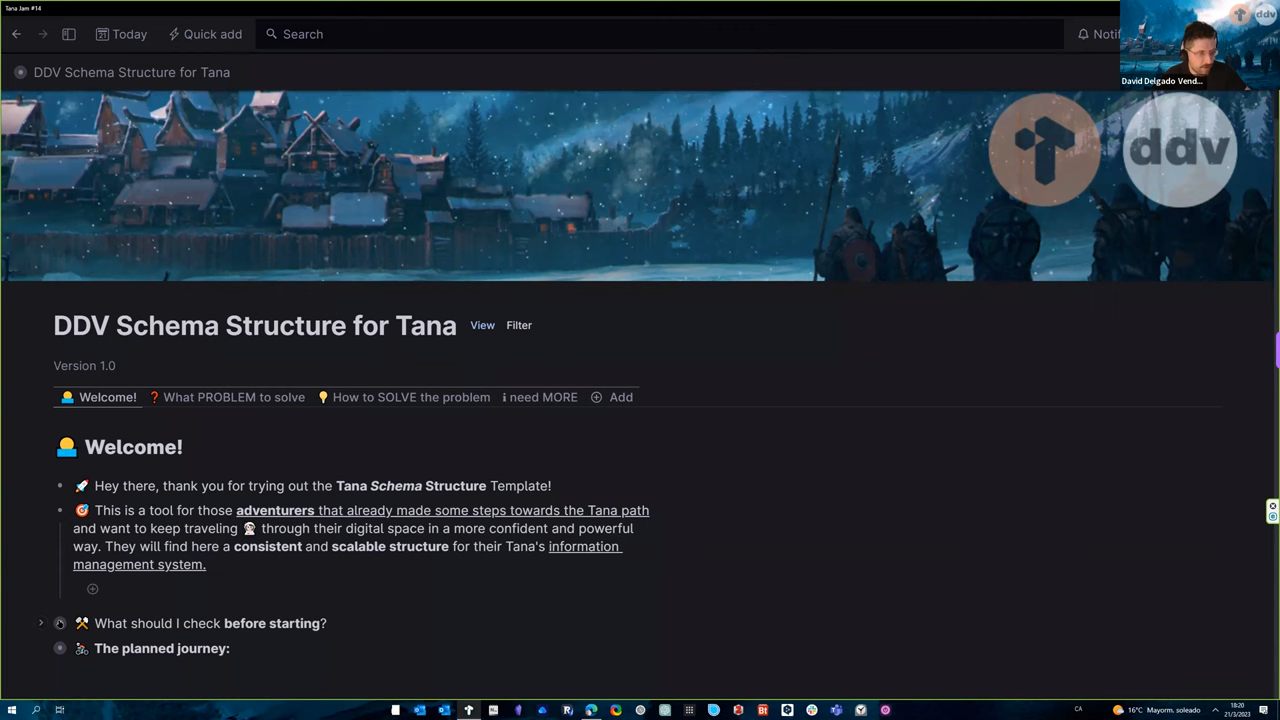 Tana Jam #14
Today
Quick add
Search
Notif
DDV Schema Structure for Tana
David Delgado Vend...
ddv
ddv
DDV Schema Structure for Tana
View
Filter
Version 1.0
Welcome!
What PROBLEM to solve
How to SOLVE the problem
i need MORE
Add
Welcome!
Hey there, thank you for trying out the Tana Schema Structure Template!
This is a tool for those adventurers that already made some steps towards the Tana path
and want to keep traveling through their digital space in a more confident and powerful
way. They will find here a consistent and scalable structure for their Tana's information
management system.
What should I check before starting?
The planned journey:
CA
16°C Mayorm. soleado
18:20
21/3/2023